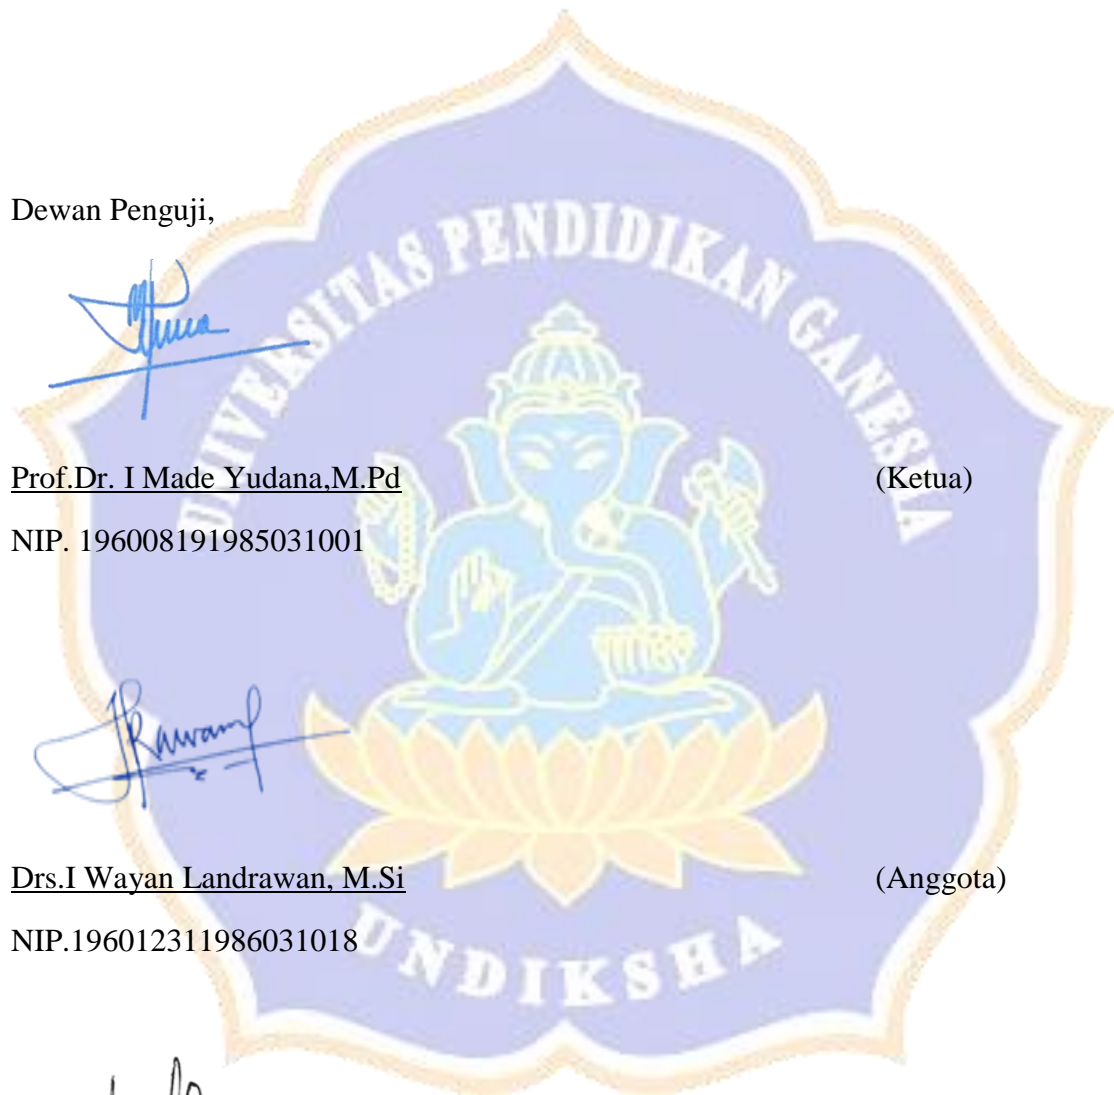 Dewan Penguji,
UNIVERSITAS PENDIDIKAN GANESHA
Prof.Dr. I Made Yudana,M.Pd (Ketua)
NIP. 196008191985031001
Drs.I Wayan Landrawan, M.Si (Anggota)
NIP.196012311986031018
UNDIKSHA